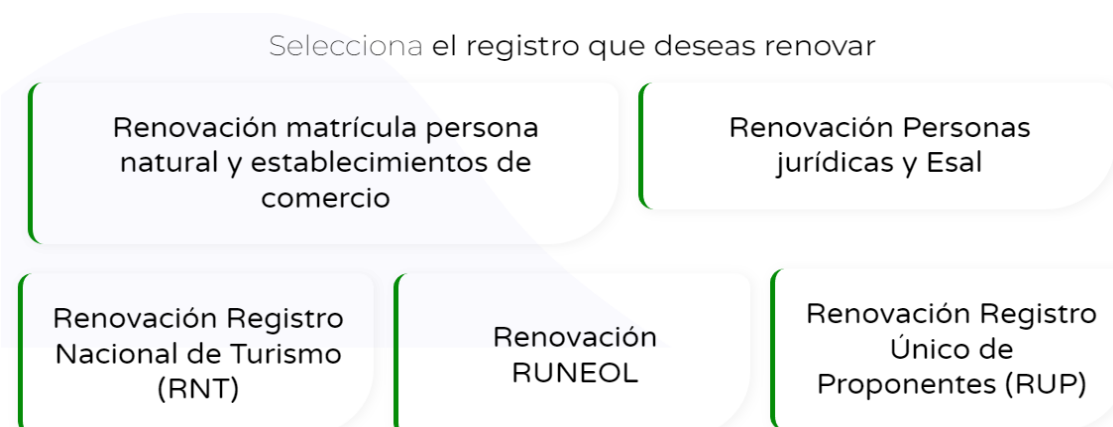 Selecciona el registro que deseas renovar
Renovación matrícula persona
natural y establecimientos de
comercio
Renovación Personas
jurídicas y Esal
Renovación Registro
Nacional de Turismo
(RNT)
Renovación
RUNEOL
Renovación Registro
Único de
Proponentes (RUP)